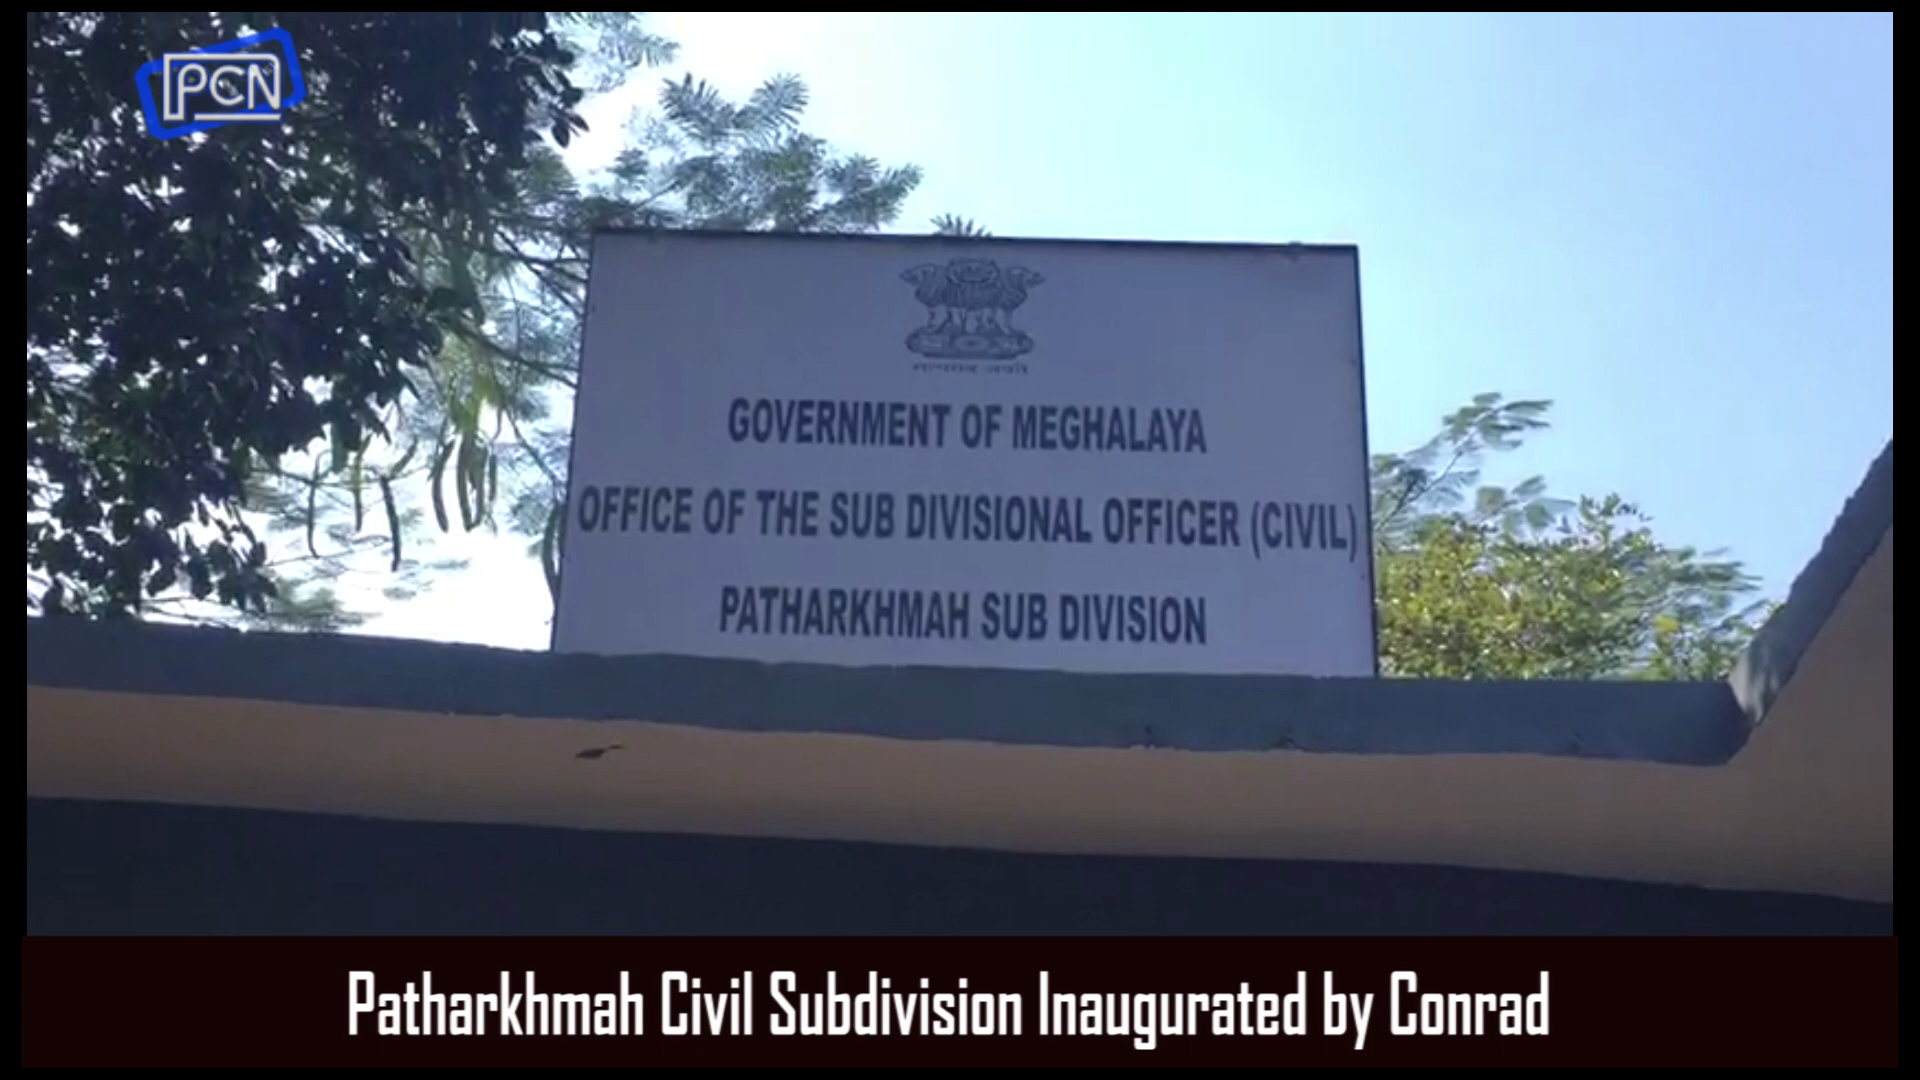 PCN
GOVERNMENT OF MEGHALAYA
OFFICE OF THE SUB DIVISIONAL OFFICER (CIVIL)
PATHARKHMAH SUB DIVISION
Patharkhmah Civil Subdivision Inaugurated by Conrad